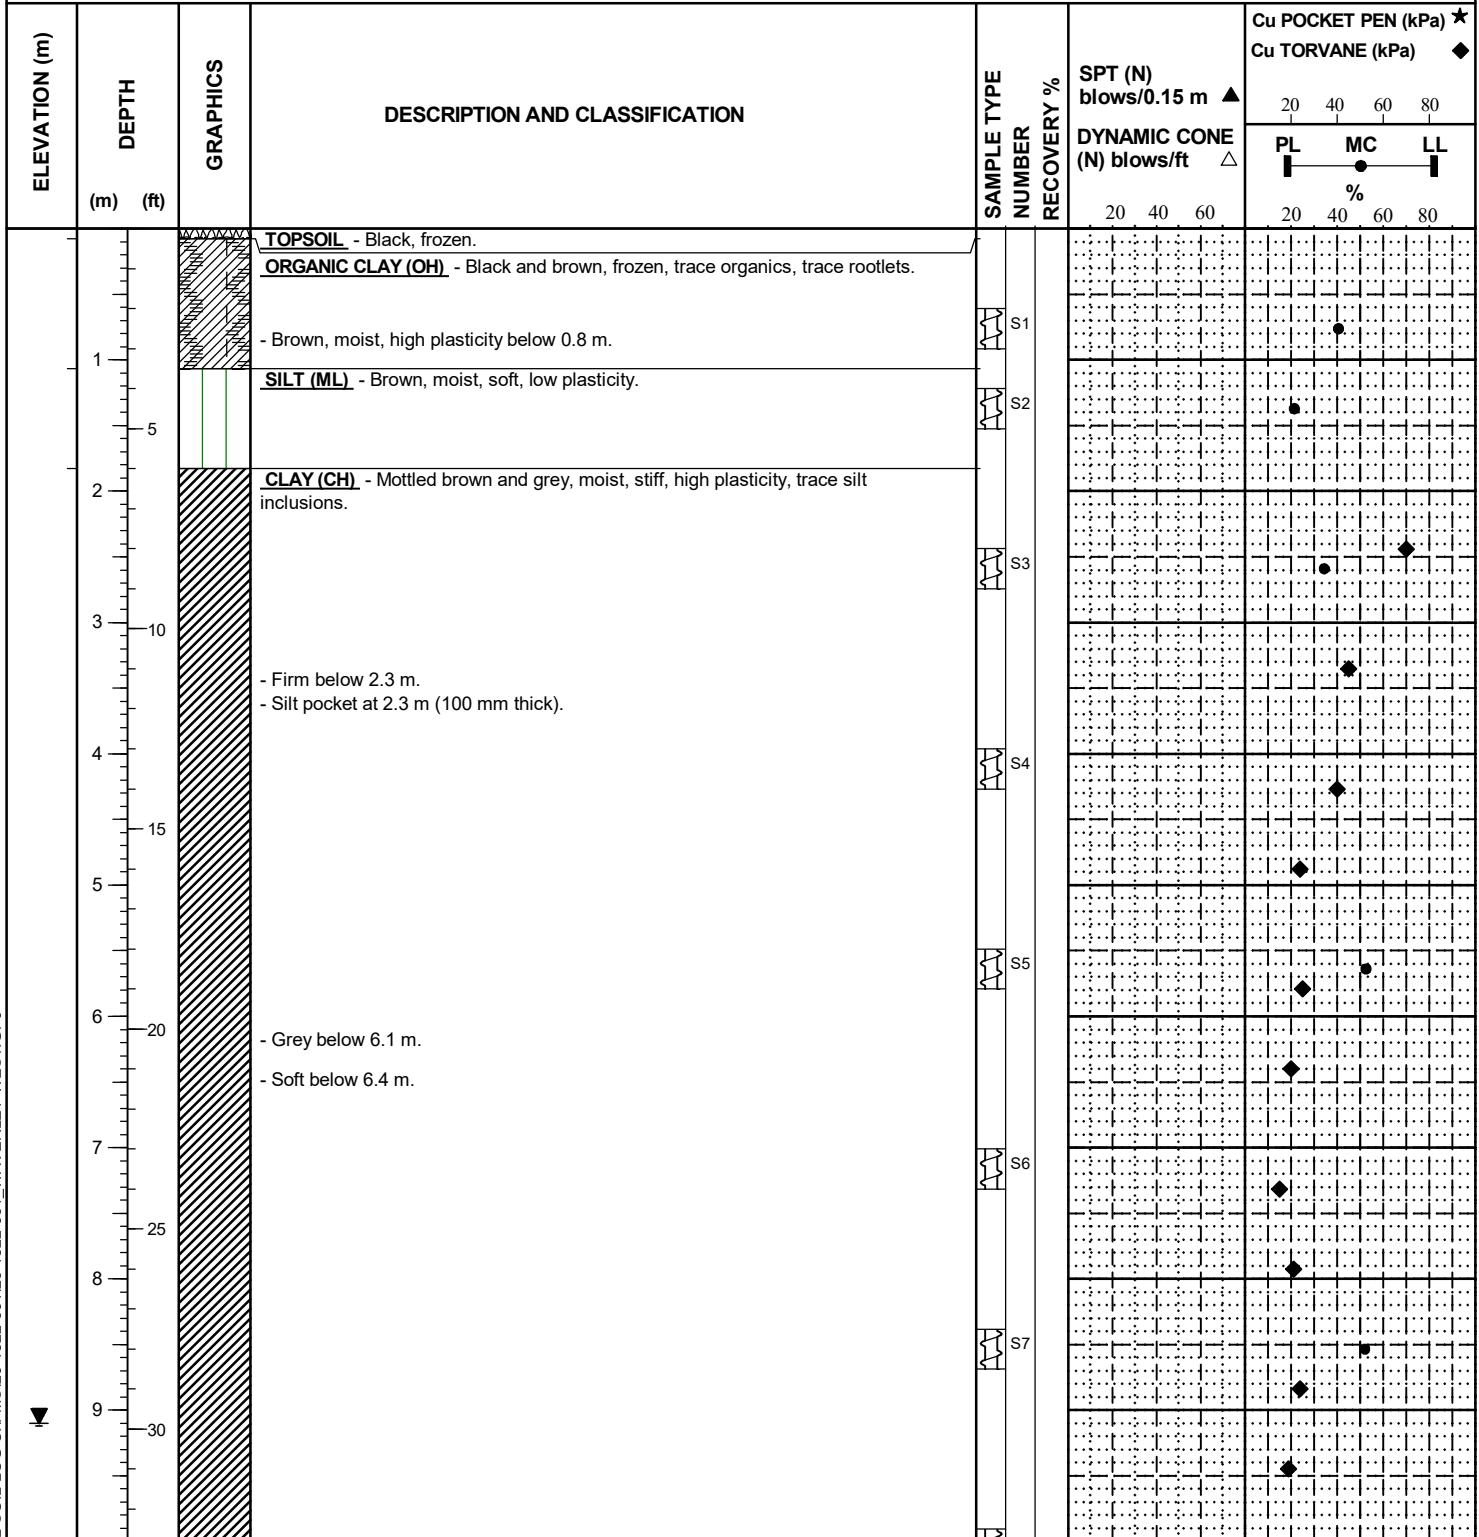 ELEVATION (m)
DEPTH
(m) (ft)
GRAPHICS
DESCRIPTION AND CLASSIFICATION
SAMPLE TYPE
NUMBER
RECOVERY %
SPT (N)
blows/0.15 m ▲
DYNAMIC CONE
(N) blows/ft △
20 40 60
Cu POCKET PEN (kPa) ★
Cu TORVANE (kPa) ◆
20 40 60 80
PL MC LL
%
20 40 60 80
TOPSOIL - Black, frozen.
ORGANIC CLAY (OH) - Black and brown, frozen, trace organics, trace rootlets.
S1
- Brown, moist, high plasticity below 0.8 m.
1
SILT (ML) - Brown, moist, soft, low plasticity.
S2
5
CLAY (CH) - Mottled brown and grey, moist, stiff, high plasticity, trace silt
inclusions.
2
S3
3
10
- Firm below 2.3 m.
- Silt pocket at 2.3 m (100 mm thick).
4
S4
15
5
S5
6
20
- Grey below 6.1 m.
- Soft below 6.4 m.
7
S6
25
8
S7
9
30